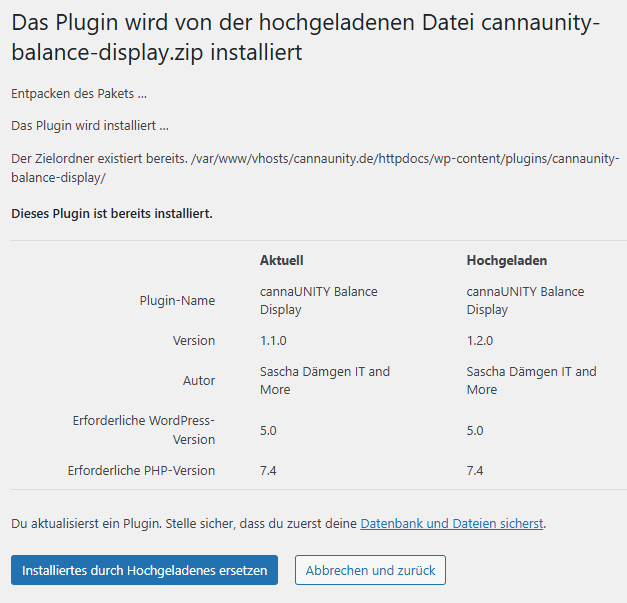 Das Plugin wird von der hochgeladenen Datei cannaunity-
balance-display.zip installiert
Entpacken des Pakets …
Das Plugin wird installiert …
Der Zielordner existiert bereits. /var/www/vhosts/cannaunity.de/httpdocs/wp-content/plugins/cannaunity-
balance-display/
Dieses Plugin ist bereits installiert.
Aktuell Hochgeladen
Plugin-Name cannaUNITY Balance Display cannaUNITY Balance Display
Version 1.1.0 1.2.0
Autor Sascha Dämgen IT and More Sascha Dämgen IT and More
Erforderliche WordPress-Version 5.0 5.0
Erforderliche PHP-Version 7.4 7.4
Du aktualisierst ein Plugin. Stelle sicher, dass du zuerst deine Datenbank und Dateien sicherst.
Installiertes durch Hochgeladenes ersetzen Abbrechen und zurück